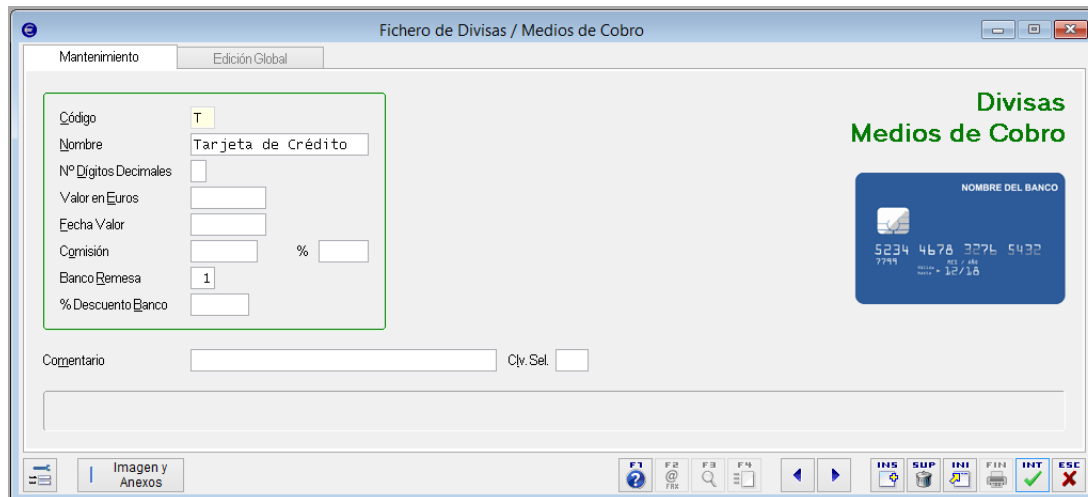 Fichero de Divisas / Medios de Cobro
Mantenimiento
Edición Global
Código T
Nombre Tarjeta de Crédito
Nº Dígitos Decimales
Valor en Euros
Fecha Valor
Comisión %
Banco Remesa 1
% Descuento Banco
Divisas
Medios de Cobro
NOMBRE DEL BANCO
5234 4678 3276 5432
7799
MES / AÑO
12/18
Comentario Clv. Sel.
Imagen y
Anexos
F1 F2 F3 F4 INS SUP INI FIN INT ESC
@
FAX